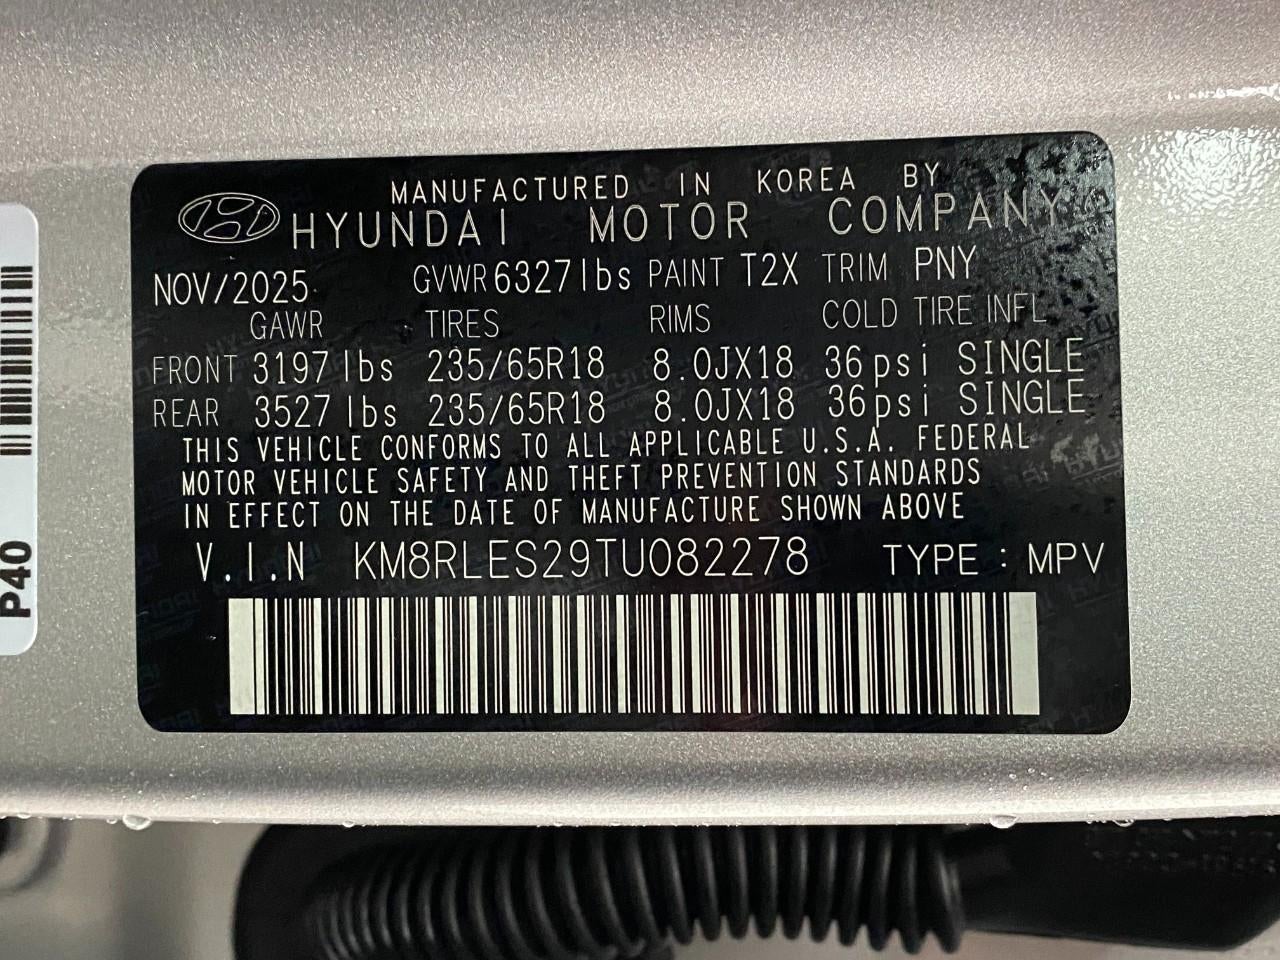 MANUFACTURED IN KOREA BY
HYUNDAI MOTOR COMPANY
NOV/2025 GVWR 6327lbs PAINT T2X TRIM PNY
GAWR TIRES RIMS COLD TIRE INFL
FRONT 3197lbs 235/65R18 8.0JX18 36psi SINGLE
REAR 3527lbs 235/65R18 8.0JX18 36psi SINGLE
THIS VEHICLE CONFORMS TO ALL APPLICABLE U.S.A. FEDERAL
MOTOR VEHICLE SAFETY AND THEFT PREVENTION STANDARDS
IN EFFECT ON THE DATE OF MANUFACTURE SHOWN ABOVE
V.I.N KM8RLES29TU082278 TYPE : MPV
P40